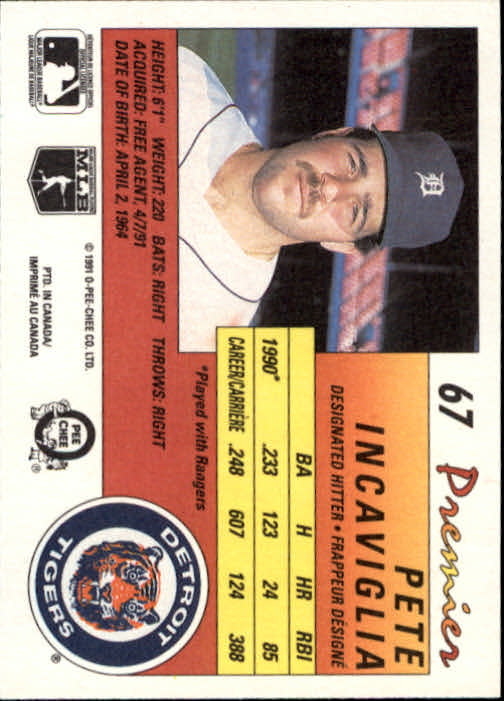 67 Premier
PETE
INCAVIGLIA
DESIGNATED HITTER • FRAPPEUR DÉSIGNÉ
BA H HR RBI
1990* .233 123 24 85
CAREER/CARRIÈRE .248 607 124 388
*Played with Rangers
D
HEIGHT: 6'1" WEIGHT: 220 BATS: RIGHT THROWS: RIGHT
ACQUIRED: FREE AGENT, 4/7/91
DATE OF BIRTH: APRIL 2, 1964
DETROIT
TIGERS
®
MLB
© 1991 O-PEE-CHEE CO. LTD.
PTD. IN CANADA/
IMPRIMÉ AU CANADA
PEE
CHEE
®